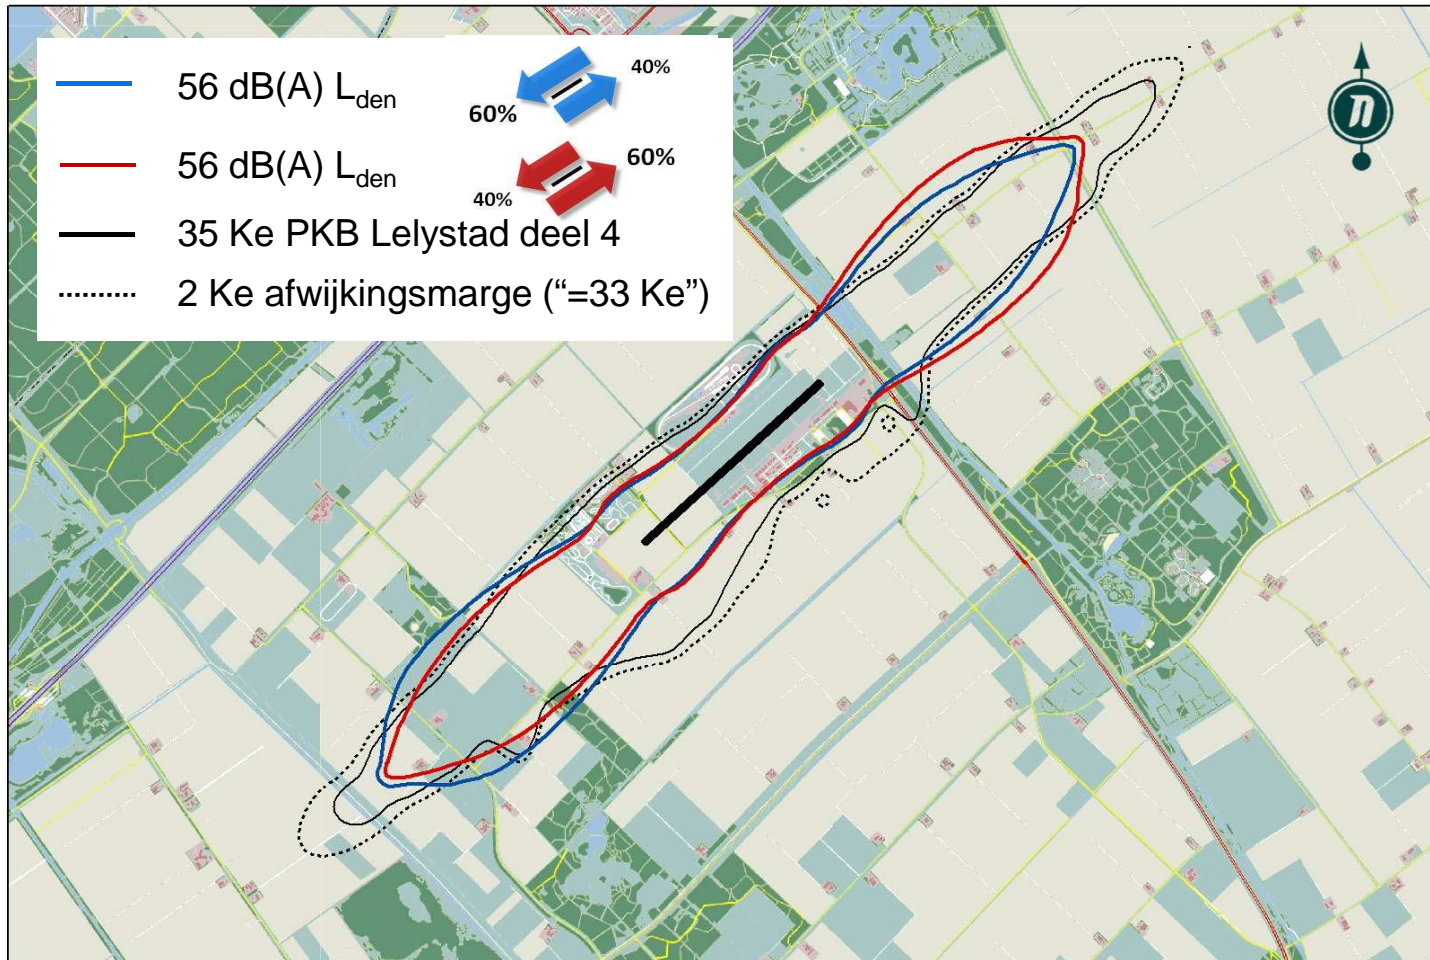 56 dB(A) Lden
40%
60%
56 dB(A) Lden
60%
40%
35 Ke PKB Lelystad deel 4
2 Ke afwijkingsmarge (“=33 Ke”)
n